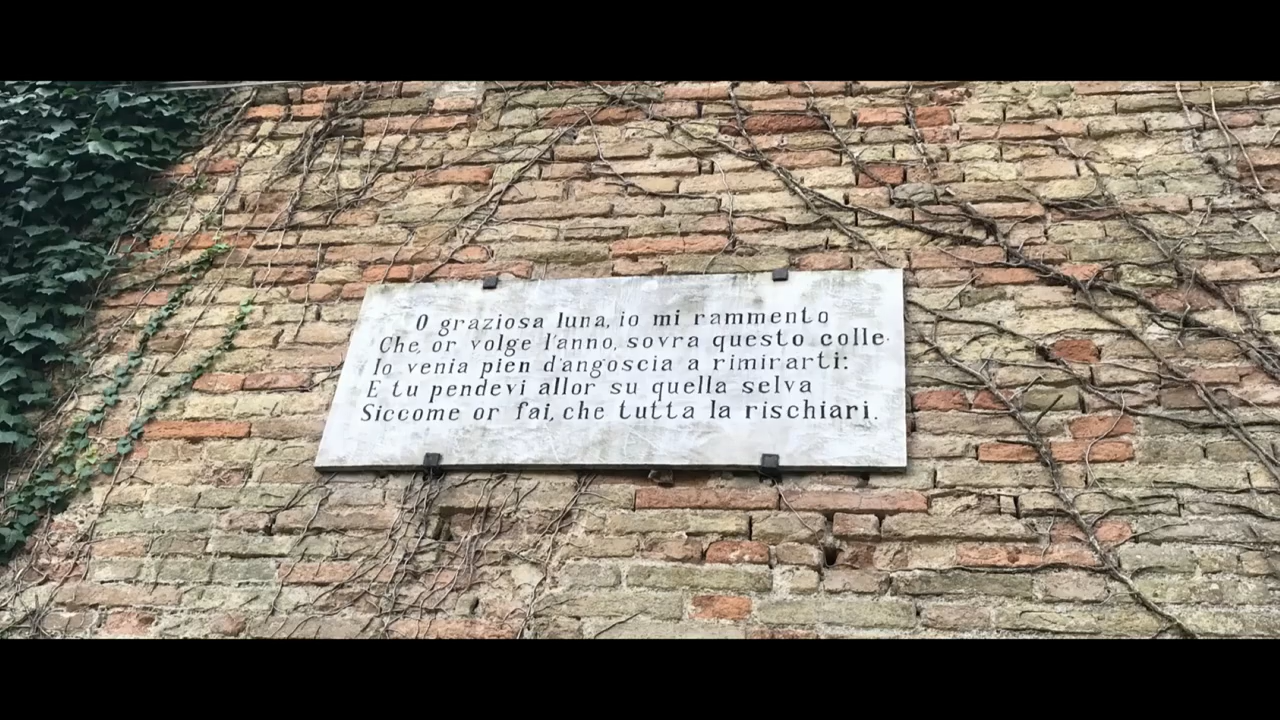 O graziosa luna, io mi rammento
Che, or volge l'anno, sovra questo colle
Io venia pien d'angoscia a rimirarti:
E tu pendevi allor su quella selva
Siccome or fai, che tutta la rischiari.